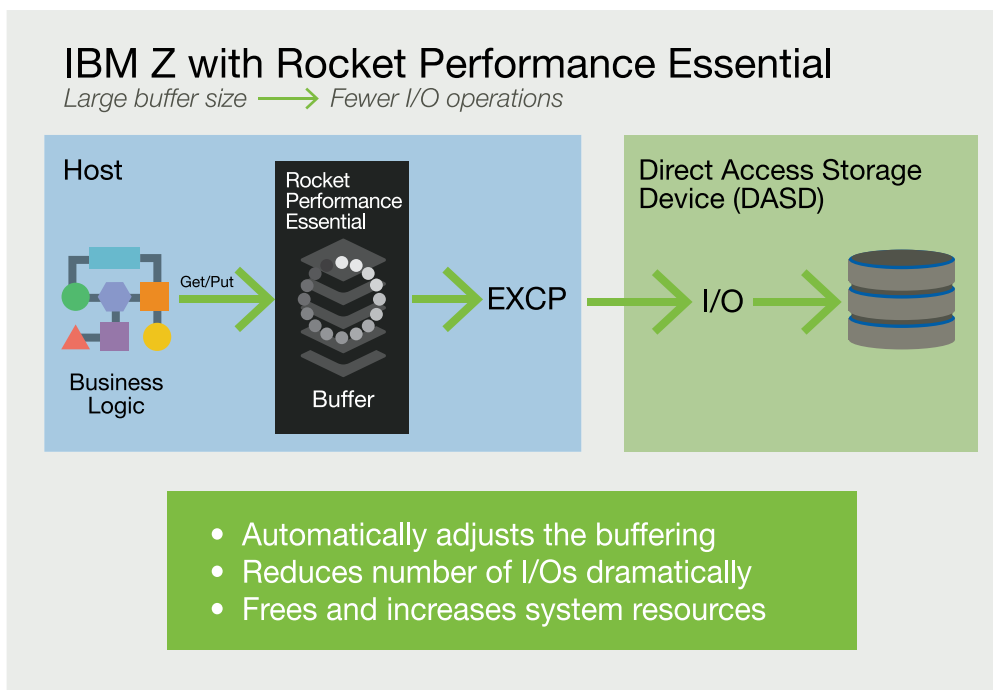 IBM Z with Rocket Performance Essential
Large buffer size Fewer I/O operations
Host
Rocket
Performance
Essential
Get/Put
Business
Logic
Buffer
EXCP
Direct Access Storage
Device (DASD)
I/O
• Automatically adjusts the buffering
• Reduces number of I/Os dramatically
• Frees and increases system resources